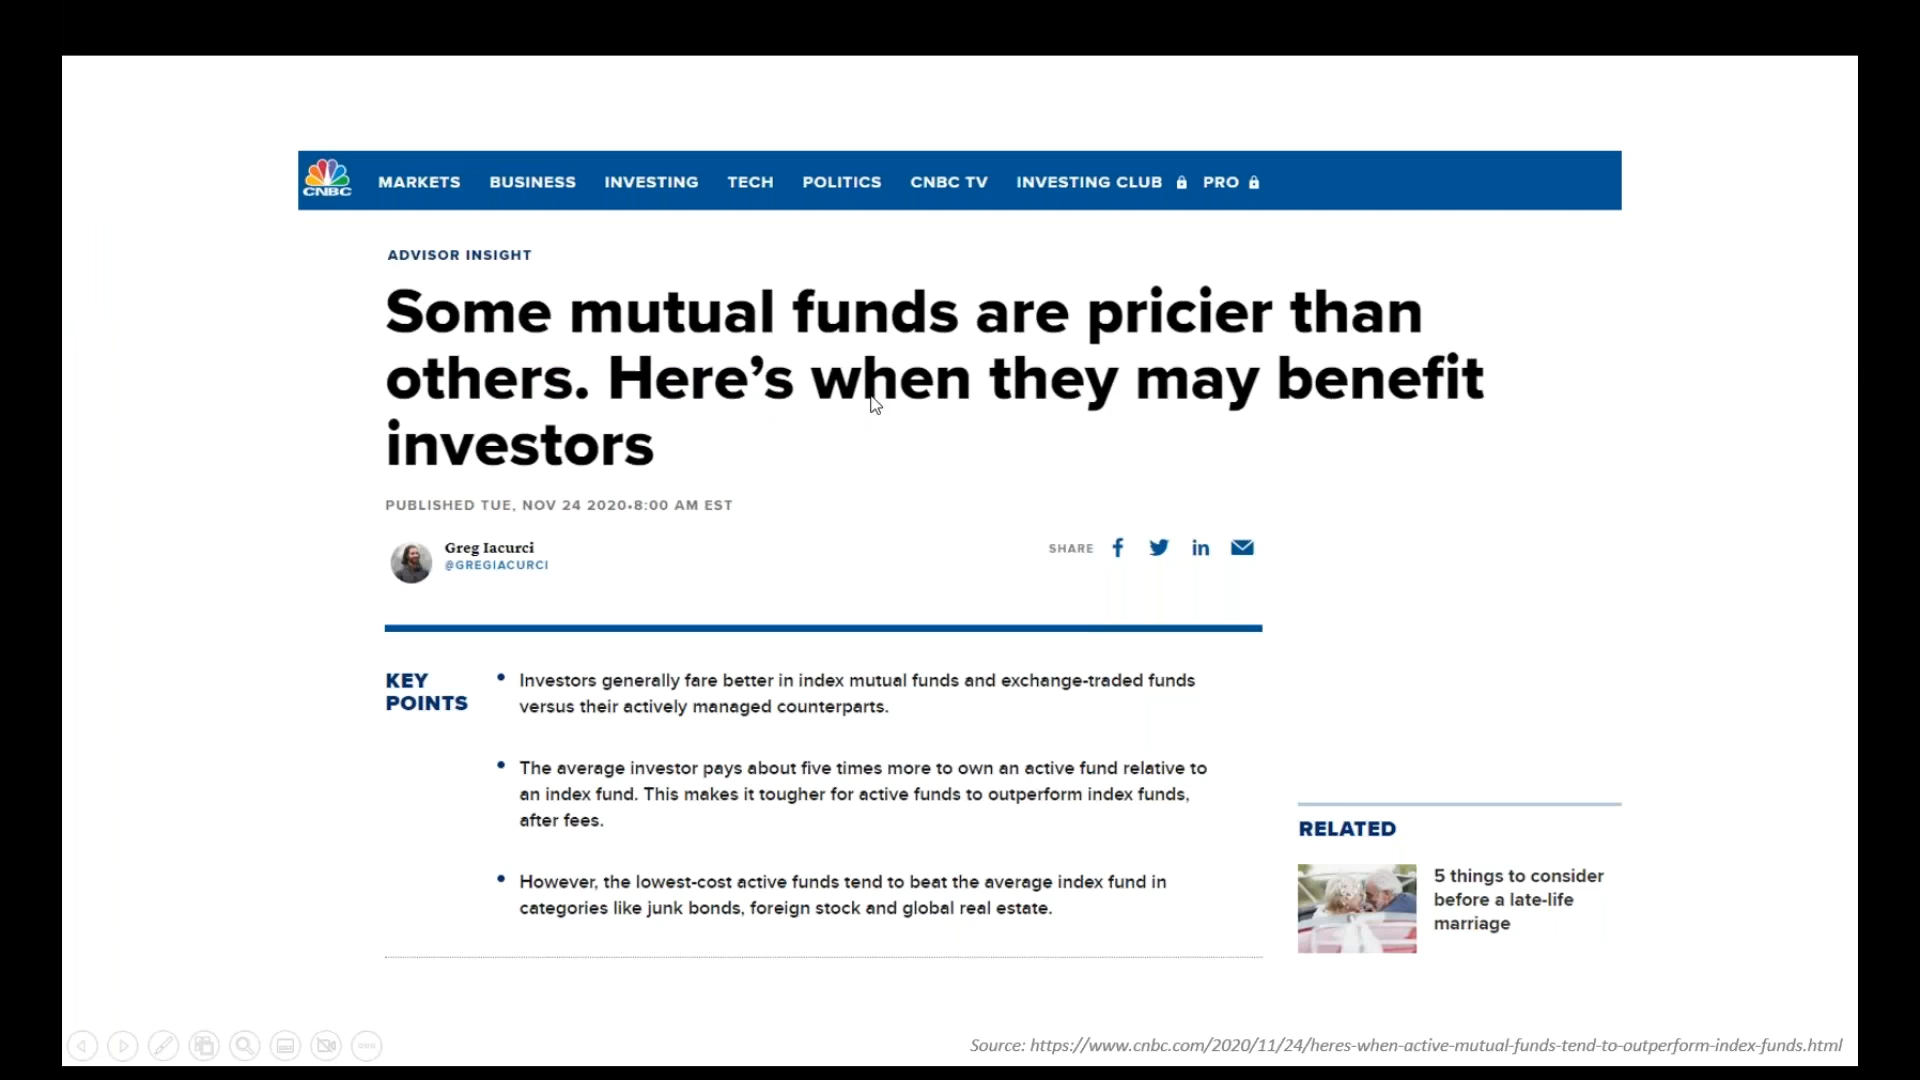 CNBC
MARKETS BUSINESS INVESTING TECH POLITICS CNBC TV INVESTING CLUB PRO
ADVISOR INSIGHT
Some mutual funds are pricier than
others. Here’s when they may benefit
investors
PUBLISHED TUE, NOV 24 2020•8:00 AM EST
Greg Iacurci
@GREGIACURCI
SHARE
KEY
POINTS
• Investors generally fare better in index mutual funds and exchange-traded funds
versus their actively managed counterparts.
• The average investor pays about five times more to own an active fund relative to
an index fund. This makes it tougher for active funds to outperform index funds,
after fees.
• However, the lowest-cost active funds tend to beat the average index fund in
categories like junk bonds, foreign stock and global real estate.
RELATED
5 things to consider
before a late-life
marriage
Source: https://www.cnbc.com/2020/11/24/heres-when-active-mutual-funds-tend-to-outperform-index-funds.html